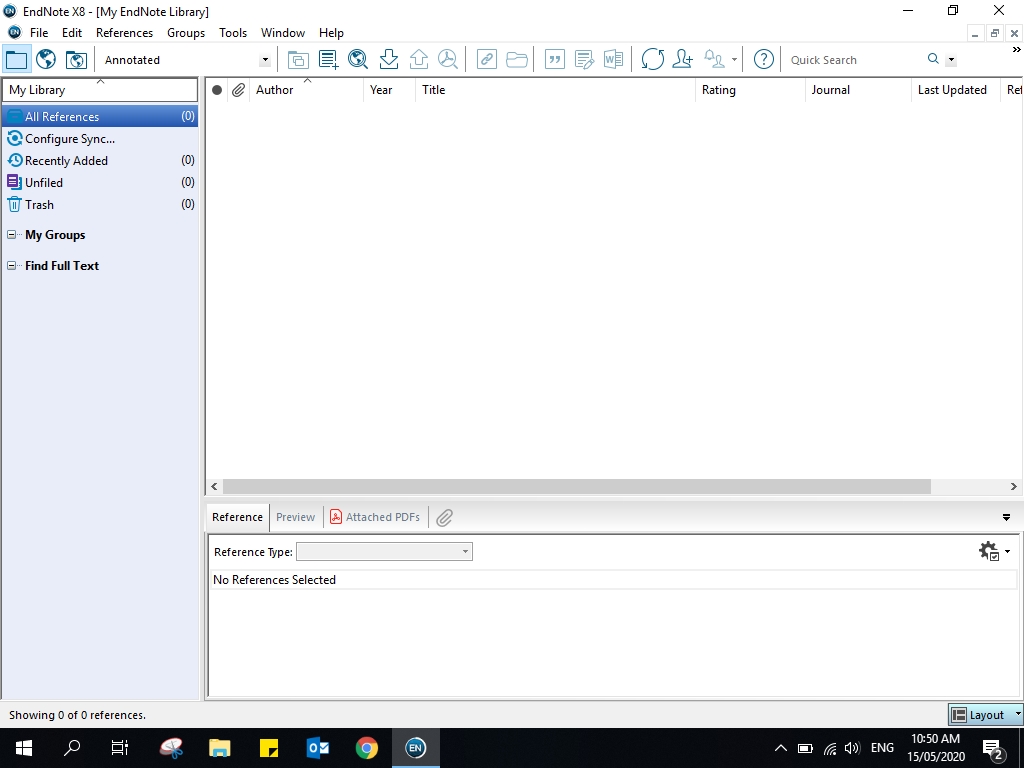 EN EndNote X8 - [My EndNote Library]
EN File Edit References Groups Tools Window Help
Annotated Quick Search
My Library
All References (0)
Configure Sync...
Recently Added (0)
Unfiled (0)
Trash (0)
My Groups
Find Full Text
Author Year Title Rating Journal Last Updated Ref
Reference Preview Attached PDFs
Reference Type:
No References Selected
Showing 0 of 0 references.
Layout
EN
ENG
10:50 AM
15/05/2020
2